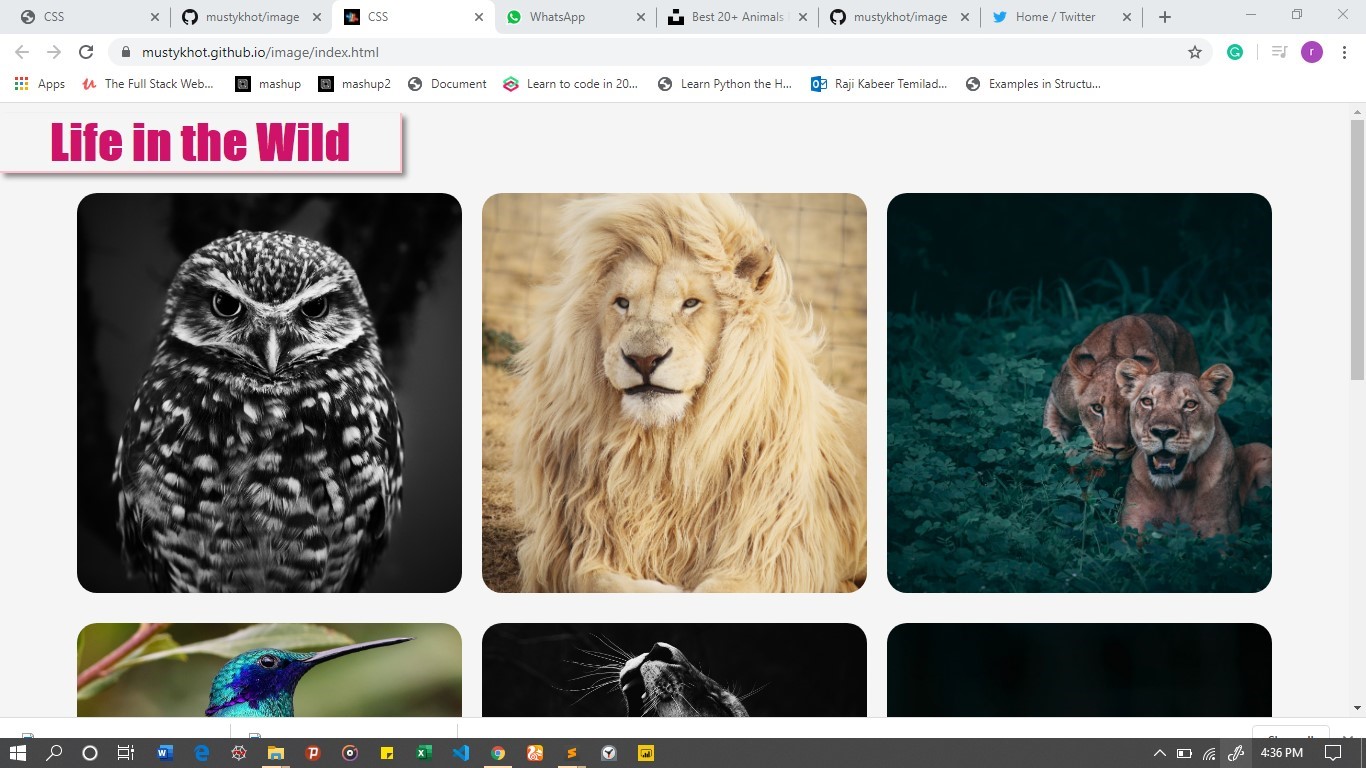 CSS
mustykhot/image
CSS
WhatsApp
Best 20+ Animals
mustykhot/image
Home / Twitter
mustykhot.github.io/image/index.html
r
Apps
The Full Stack Web...
mashup
mashup2
Document
Learn to code in 20...
Learn Python the H...
Raji Kabeer Temilad...
Examples in Structu...
Life in the Wild
4:36 PM